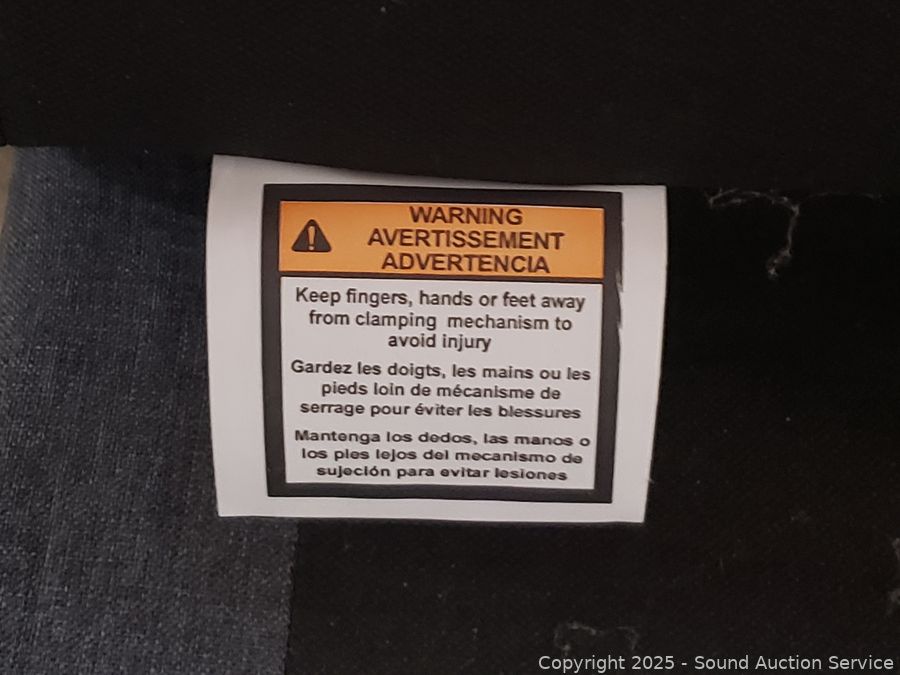 WARNING
AVERTISSEMENT
ADVERTENCIA
Keep fingers, hands or feet away
from clamping mechanism to
avoid injury
Gardez les doigts, les mains ou les
pieds loin de mécanisme de
serrage pour éviter les blessures
Mantenga los dedos, las manos o
los pies lejos del mecanismo de
sujeción para evitar lesiones
Copyright 2025 - Sound Auction Service